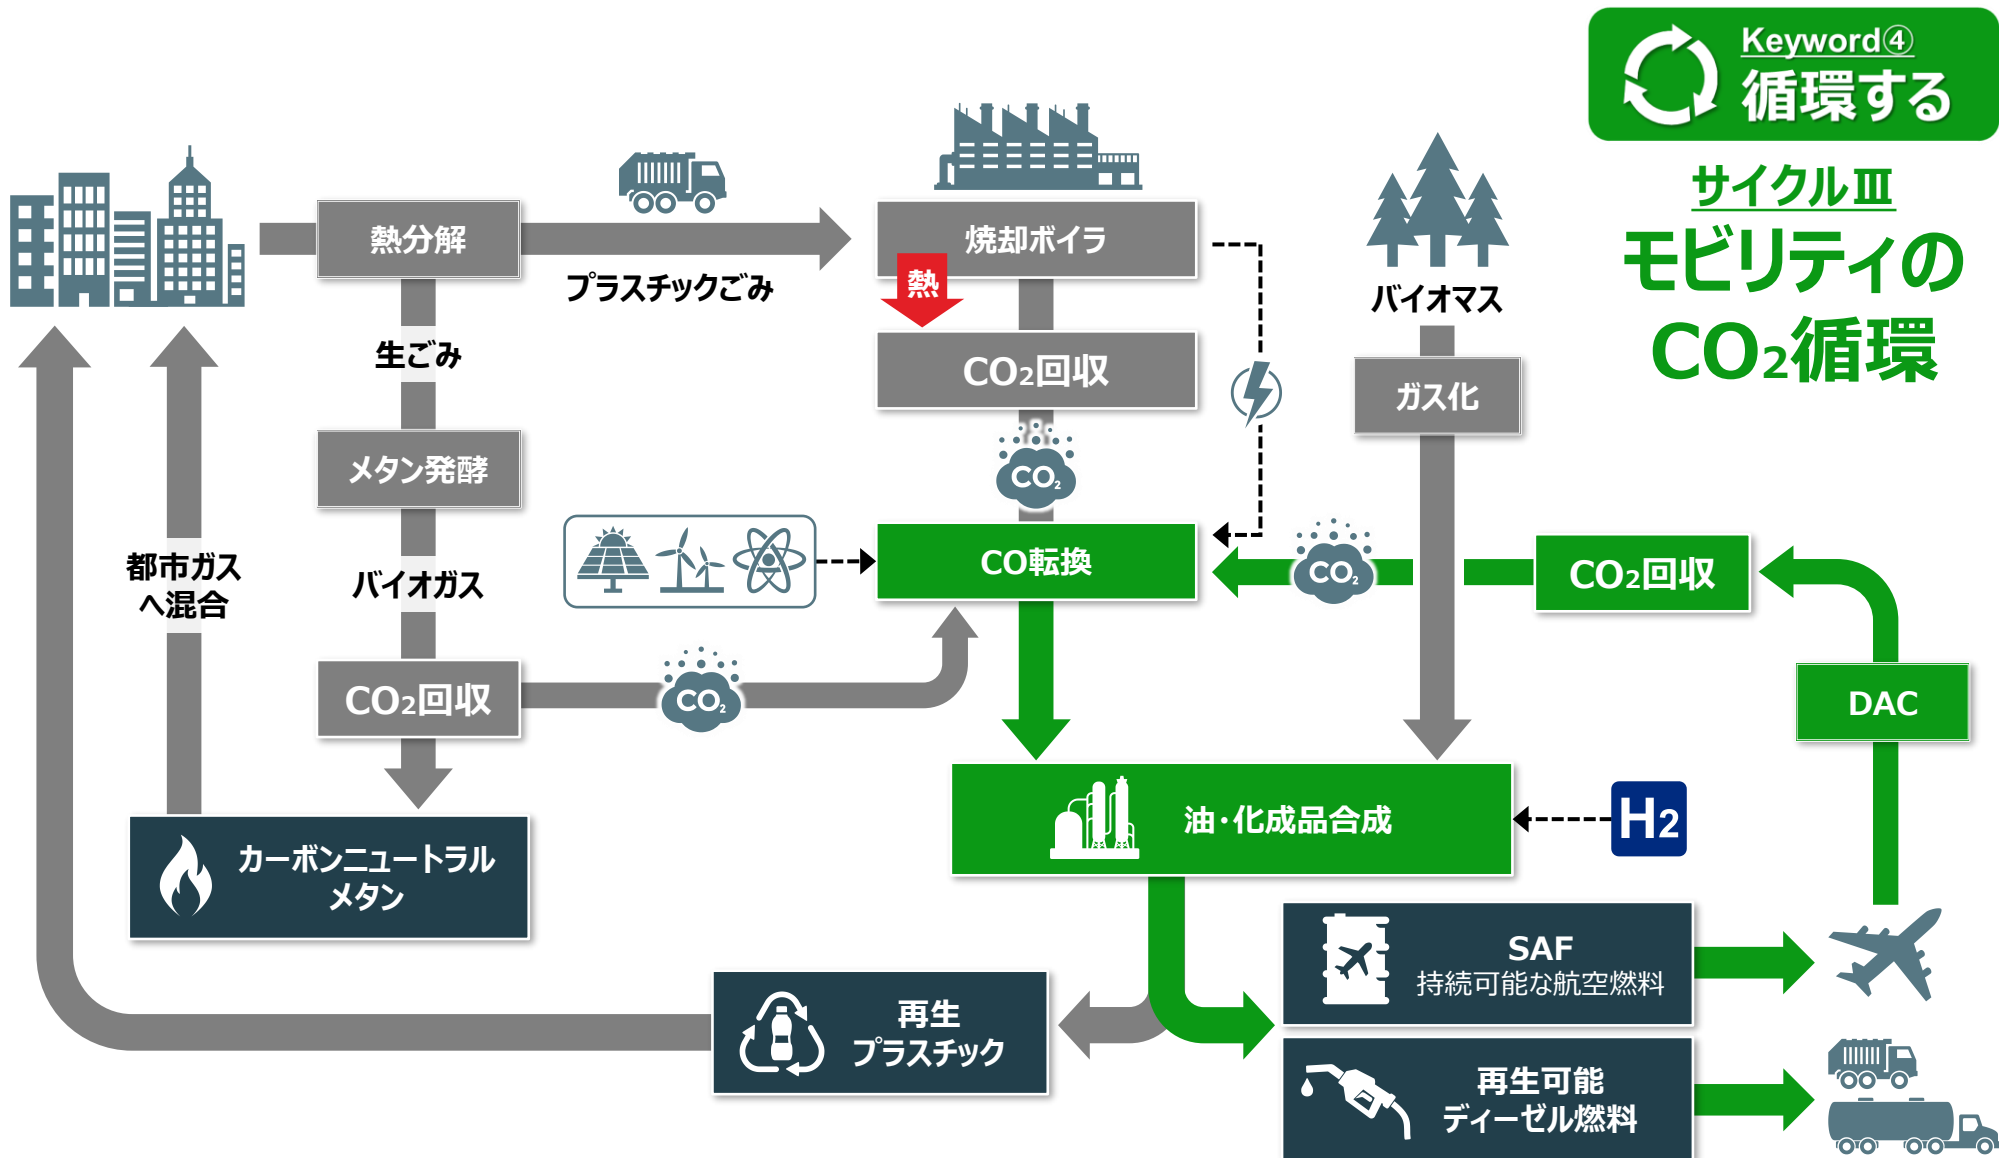 Keyword④
循環する
サイクルⅢ
モビリティの
CO₂循環
熱分解
プラスチックごみ
焼却ボイラ
熱
CO₂回収
バイオマス
ガス化
生ごみ
メタン発酵
CO₂
都市ガス
へ混合
バイオガス
CO転換
CO₂
CO₂回収
CO₂回収
CO₂
DAC
油・化成品合成
H2
カーボンニュートラル
メタン
SAF
持続可能な航空燃料
再生
プラスチック
再生可能
ディーゼル燃料